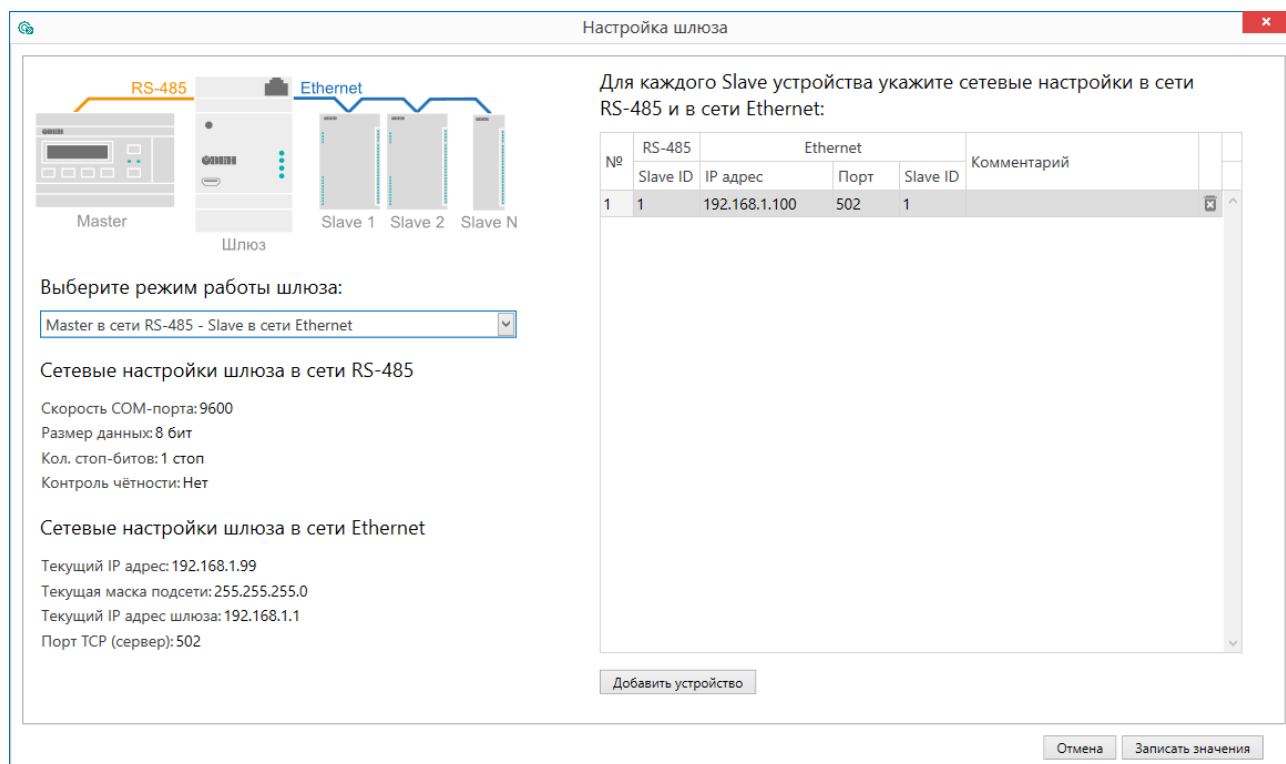 Настройка шлюза
RS-485
Ethernet
ОВЕН
ОВЕН
Master
Шлюз
Slave 1
Slave 2
Slave N
Выберите режим работы шлюза:
Master в сети RS-485 - Slave в сети Ethernet
Сетевые настройки шлюза в сети RS-485
Скорость COM-порта: 9600
Размер данных: 8 бит
Кол. стоп-битов: 1 стоп
Контроль чётности: Нет
Сетевые настройки шлюза в сети Ethernet
Текущий IP адрес: 192.168.1.99
Текущая маска подсети: 255.255.255.0
Текущий IP адрес шлюза: 192.168.1.1
Порт TCP (сервер): 502
Для каждого Slave устройства укажите сетевые настройки в сети
RS-485 и в сети Ethernet:
№ RS-485 Ethernet Комментарий
Slave ID IP адрес Порт Slave ID
1 1 192.168.1.100 502 1
Добавить устройство
Отмена Записать значения